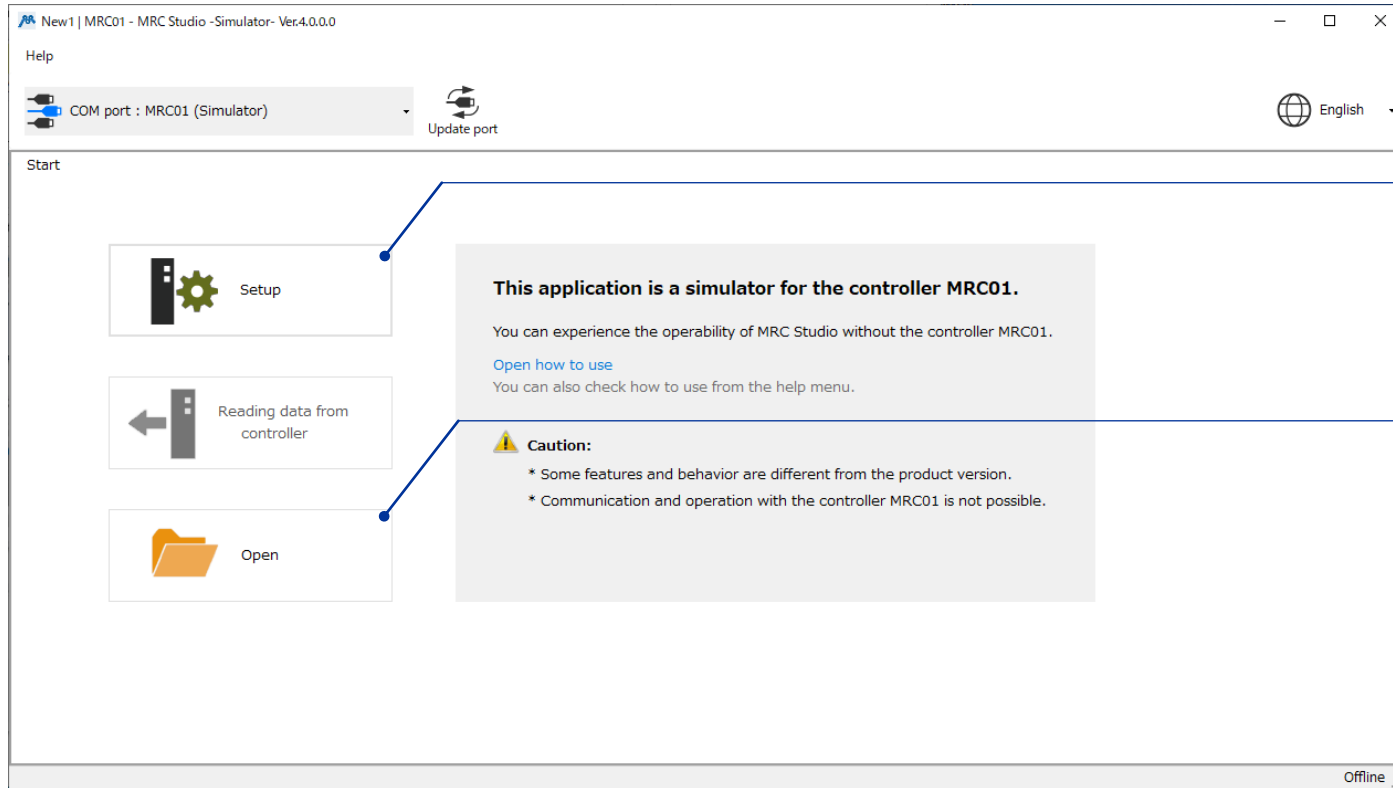 New1 | MRC01 - MRC Studio -Simulator- Ver.4.0.0.0
Help
COM port : MRC01 (Simulator)
Update port
English
Start
Setup
Reading data from
controller
Open
This application is a simulator for the controller MRC01.
You can experience the operability of MRC Studio without the controller MRC01.
Open how to use
You can also check how to use from the help menu.
Caution:
* Some features and behavior are different from the product version.
* Communication and operation with the controller MRC01 is not possible.
Offline